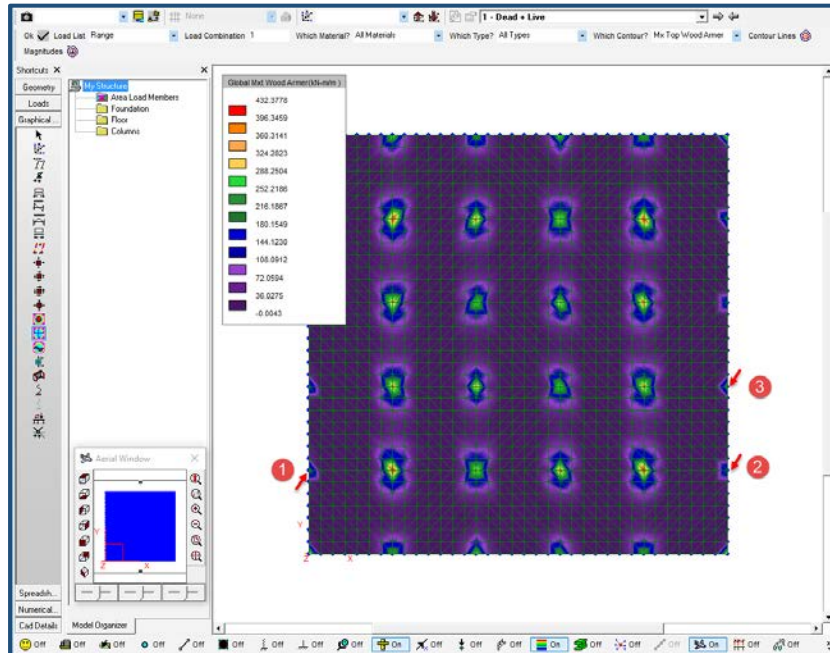 None
1 - Dead + Live
Ok Load List Range Load Combination 1 Which Material? All Materials Which Type? All Types Which Contour? Mx Top Wood Armer Contour Lines
Magnitudes
Shortcuts X
Geometry
Loads
Graphical...
My Structure
Area Load Members
Foundation
Floor
Columns
Global Mxt Wood Armer(kN-m/m )
432.3778
396.3459
360.3141
324.2823
288.2504
252.2186
216.1867
180.1549
144.1230
108.0912
72.0594
36.0275
-0.0043
3
1
2
Aerial Window
Y
Z X
Y
Z X
Spreadsh...
Numerical...
Cad Details
Model Organizer
Off Off Off Off Off Off Off Off Off On Off Off Off On Off Off Off On Off Off